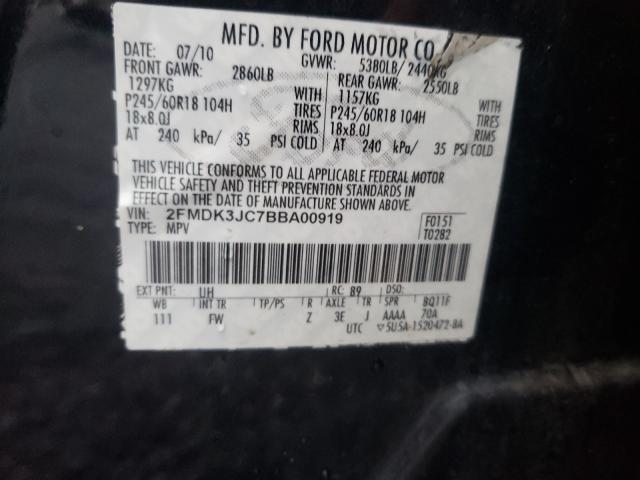 MFD. BY FORD MOTOR CO.
DATE: 07/10 GVWR: 5380LB/ 2440KG
FRONT GAWR: 2860LB REAR GAWR: 2550LB
1297KG WITH 1157KG WITH
P245/60R18 104H TIRES P245/60R18 104H TIRES
18x8.0J RIMS 18x8.0J RIMS
AT 240 kPa/ 35 PSI COLD AT 240 kPa/ 35 PSI COLD
THIS VEHICLE CONFORMS TO ALL APPLICABLE FEDERAL MOTOR
VEHICLE SAFETY AND THEFT PREVENTION STANDARDS IN
EFFECT ON THE DATE OF MANUFACTURE SHOWN ABOVE.
VIN: 2FMDK3JC7BBA00919 F0151
TYPE: MPV T0282
EXT PNT: UH RC: 89 DSO:
WB INT TR TP/PS R AXLE TR SPR BQ11F
111 FW Z 3E J AAAA 70A
UTC 5U5A-1520472-BA